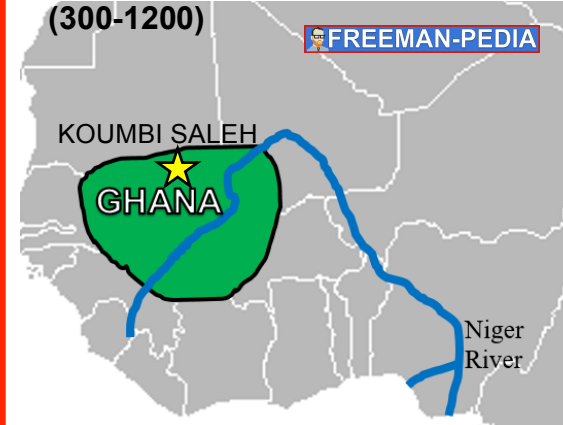 (300-1200)
FREEMAN-PEDIA
KOUMBI SALEH
GHANA
Niger
River